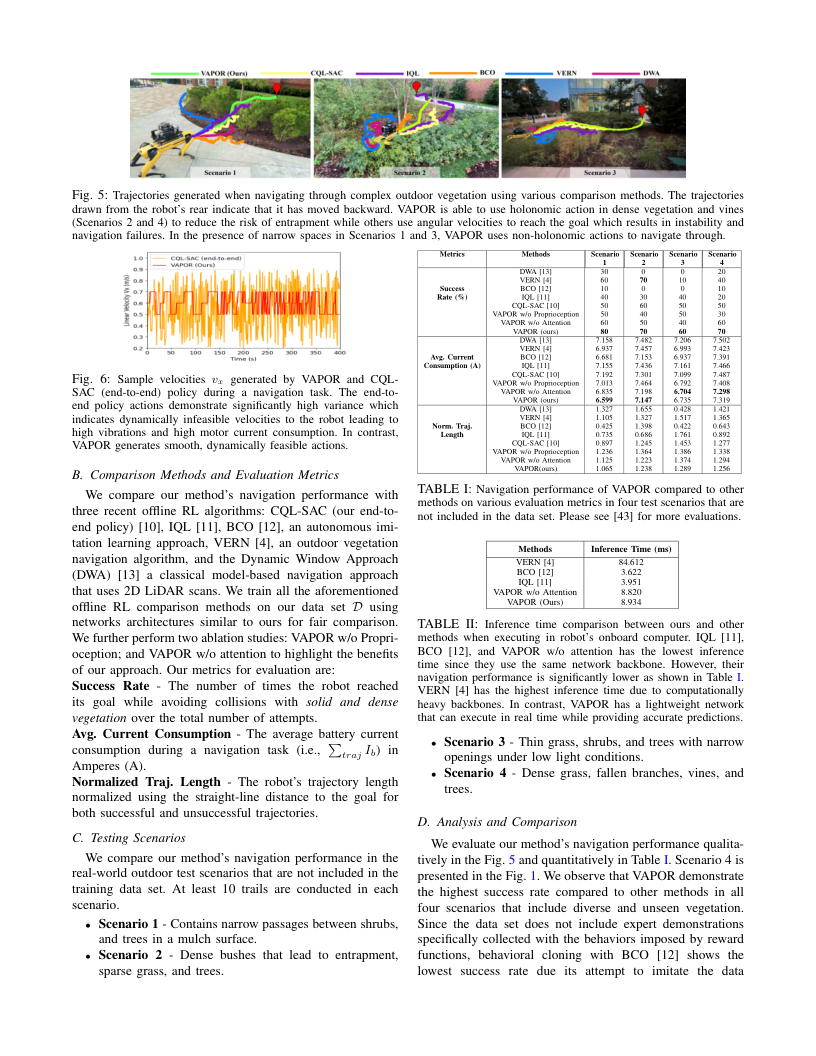 VAPOR (Ours) CQL-SAC IQL BCO VERN DWA
Scenario 1 Scenario 2 Scenario 3
Fig. 5: Trajectories generated when navigating through complex outdoor vegetation using various comparison methods. The trajectories
drawn from the robot's rear indicate that it has moved backward. VAPOR is able to use holonomic action in dense vegetation and vines
(Scenarios 2 and 4) to reduce the risk of entrapment while others use angular velocities to reach the goal which results in instability and
navigation failures. In the presence of narrow spaces in Scenarios 1 and 3, VAPOR uses non-holonomic actions to navigate through.
CQL-SAC (end-to-end)
VAPOR (Ours)
Linear Velocity Vx (m/s)
1.0
0.9
0.8
0.7
0.6
0.5
0.4
0.3
0.2
0 50 100 150 200 250 300 350 400
Time (s)
Fig. 6: Sample velocities vx generated by VAPOR and CQL-
SAC (end-to-end) policy during a navigation task. The end-to-
end policy actions demonstrate significantly high variance which
indicates dynamically infeasible velocities to the robot leading to
high vibrations and high motor current consumption. In contrast,
VAPOR generates smooth, dynamically feasible actions.
B. Comparison Methods and Evaluation Metrics
We compare our method's navigation performance with
three recent offline RL algorithms: CQL-SAC (our end-to-
end policy) [10], IQL [11], BCO [12], an autonomous imi-
tation learning approach, VERN [4], an outdoor vegetation
navigation algorithm, and the Dynamic Window Approach
(DWA) [13] a classical model-based navigation approach
that uses 2D LiDAR scans. We train all the aforementioned
offline RL comparison methods on our data set D using
networks architectures similar to ours for fair comparison.
We further perform two ablation studies: VAPOR w/o Propri-
oception; and VAPOR w/o attention to highlight the benefits
of our approach. Our metrics for evaluation are:
Success Rate - The number of times the robot reached
its goal while avoiding collisions with solid and dense
vegetation over the total number of attempts.
Avg. Current Consumption - The average battery current
consumption during a navigation task (i.e., ∑traj Ib) in
Amperes (A).
Normalized Traj. Length - The robot's trajectory length
normalized using the straight-line distance to the goal for
both successful and unsuccessful trajectories.
C. Testing Scenarios
We compare our method's navigation performance in the
real-world outdoor test scenarios that are not included in the
training data set. At least 10 trails are conducted in each
scenario.
• Scenario 1 - Contains narrow passages between shrubs,
and trees in a mulch surface.
• Scenario 2 - Dense bushes that lead to entrapment,
sparse grass, and trees.
Metrics Methods Scenario 1 Scenario 2 Scenario 3 Scenario 4
Success Rate (%)
DWA [13] 30 0 0 20
VERN [4] 60 70 10 40
BCO [12] 10 0 0 10
IQL [11] 40 30 40 20
CQL-SAC [10] 50 60 50 50
VAPOR w/o Proprioception 50 40 50 30
VAPOR w/o Attention 60 50 40 60
VAPOR (ours) 80 70 60 70
Avg. Current Consumption (A)
DWA [13] 7.158 7.482 7.206 7.502
VERN [4] 6.937 7.457 6.993 7.423
BCO [12] 6.681 7.153 6.937 7.391
IQL [11] 7.155 7.436 7.161 7.466
CQL-SAC [10] 7.192 7.301 7.099 7.487
VAPOR w/o Proprioception 7.013 7.464 6.792 7.408
VAPOR w/o Attention 6.835 7.198 6.704 7.298
VAPOR (ours) 6.599 7.147 6.735 7.319
Norm. Traj. Length
DWA [13] 1.327 1.655 0.428 1.421
VERN [4] 1.105 1.327 1.517 1.365
BCO [12] 0.425 1.398 0.422 0.643
IQL [11] 0.735 0.686 1.761 0.892
CQL-SAC [10] 0.897 1.245 1.453 1.277
VAPOR w/o Proprioception 1.236 1.364 1.386 1.338
VAPOR w/o Attention 1.125 1.223 1.374 1.294
VAPOR(ours) 1.065 1.238 1.289 1.256
TABLE I: Navigation performance of VAPOR compared to other
methods on various evaluation metrics in four test scenarios that are
not included in the data set. Please see [43] for more evaluations.
Methods Inference Time (ms)
VERN [4] 84.612
BCO [12] 3.622
IQL [11] 3.951
VAPOR w/o Attention 8.820
VAPOR (Ours) 8.934
TABLE II: Inference time comparison between ours and other
methods when executing in robot's onboard computer. IQL [11],
BCO [12], and VAPOR w/o attention has the lowest inference
time since they use the same network backbone. However, their
navigation performance is significantly lower as shown in Table I.
VERN [4] has the highest inference time due to computationally
heavy backbones. In contrast, VAPOR has a lightweight network
that can execute in real time while providing accurate predictions.
• Scenario 3 - Thin grass, shrubs, and trees with narrow
openings under low light conditions.
• Scenario 4 - Dense grass, fallen branches, vines, and
trees.
D. Analysis and Comparison
We evaluate our method's navigation performance qualita-
tively in the Fig. 5 and quantitatively in Table I. Scenario 4 is
presented in the Fig. 1. We observe that VAPOR demonstrate
the highest success rate compared to other methods in all
four scenarios that include diverse and unseen vegetation.
Since the data set does not include expert demonstrations
specifically collected with the behaviors imposed by reward
functions, behavioral cloning with BCO [12] shows the
lowest success rate due its attempt to imitate the data